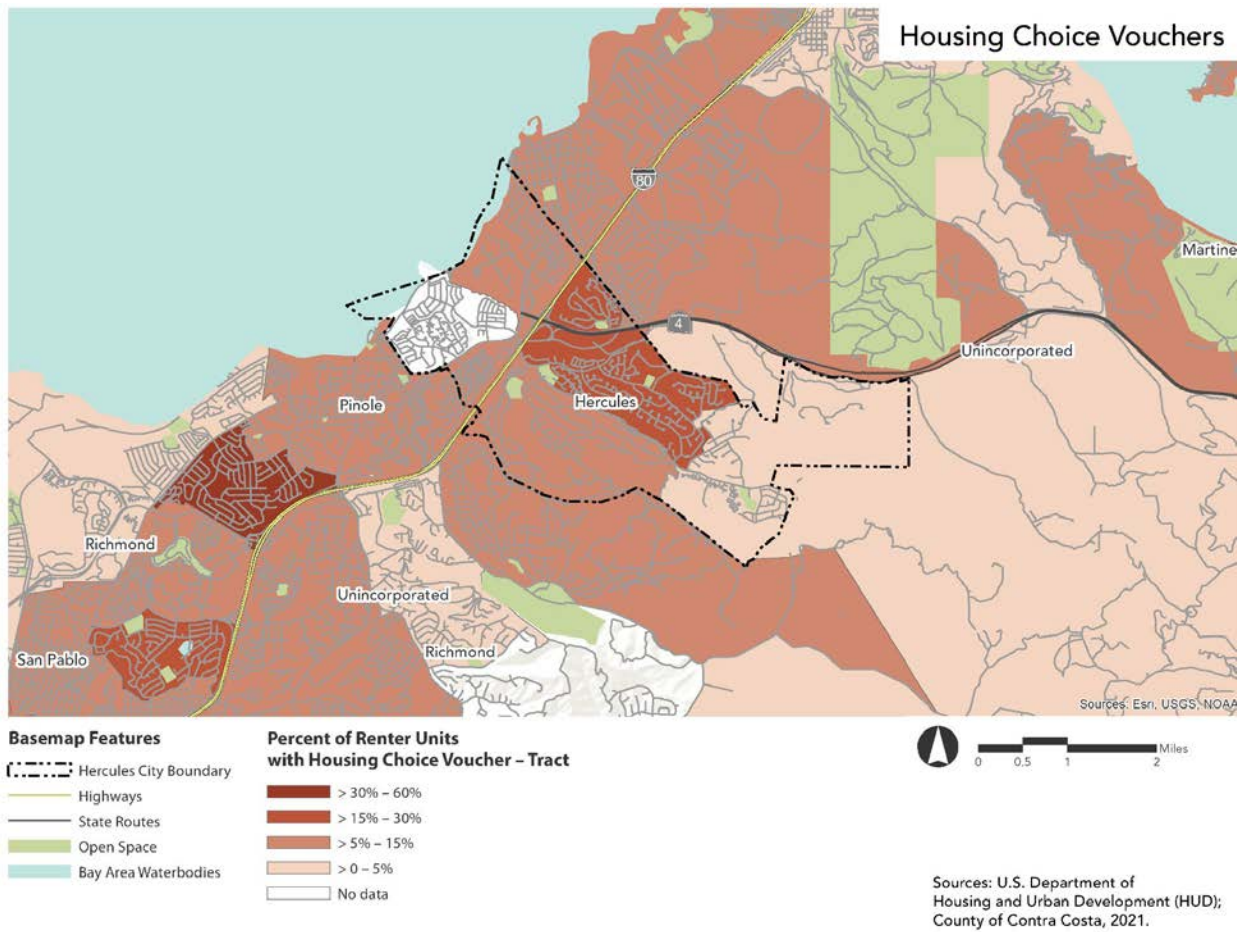 Housing Choice Vouchers
80
Martine
4
Unincorporated
Hercules
Pinole
Richmond
Unincorporated
San Pablo
Richmond
Sources: Esri, USGS, NOAA
Basemap Features
Hercules City Boundary
Highways
State Routes
Open Space
Bay Area Waterbodies
Percent of Renter Units
with Housing Choice Voucher – Tract
> 30% – 60%
> 15% – 30%
> 5% – 15%
> 0 – 5%
No data
Miles
0 0.5 1 2
Sources: U.S. Department of
Housing and Urban Development (HUD);
County of Contra Costa, 2021.